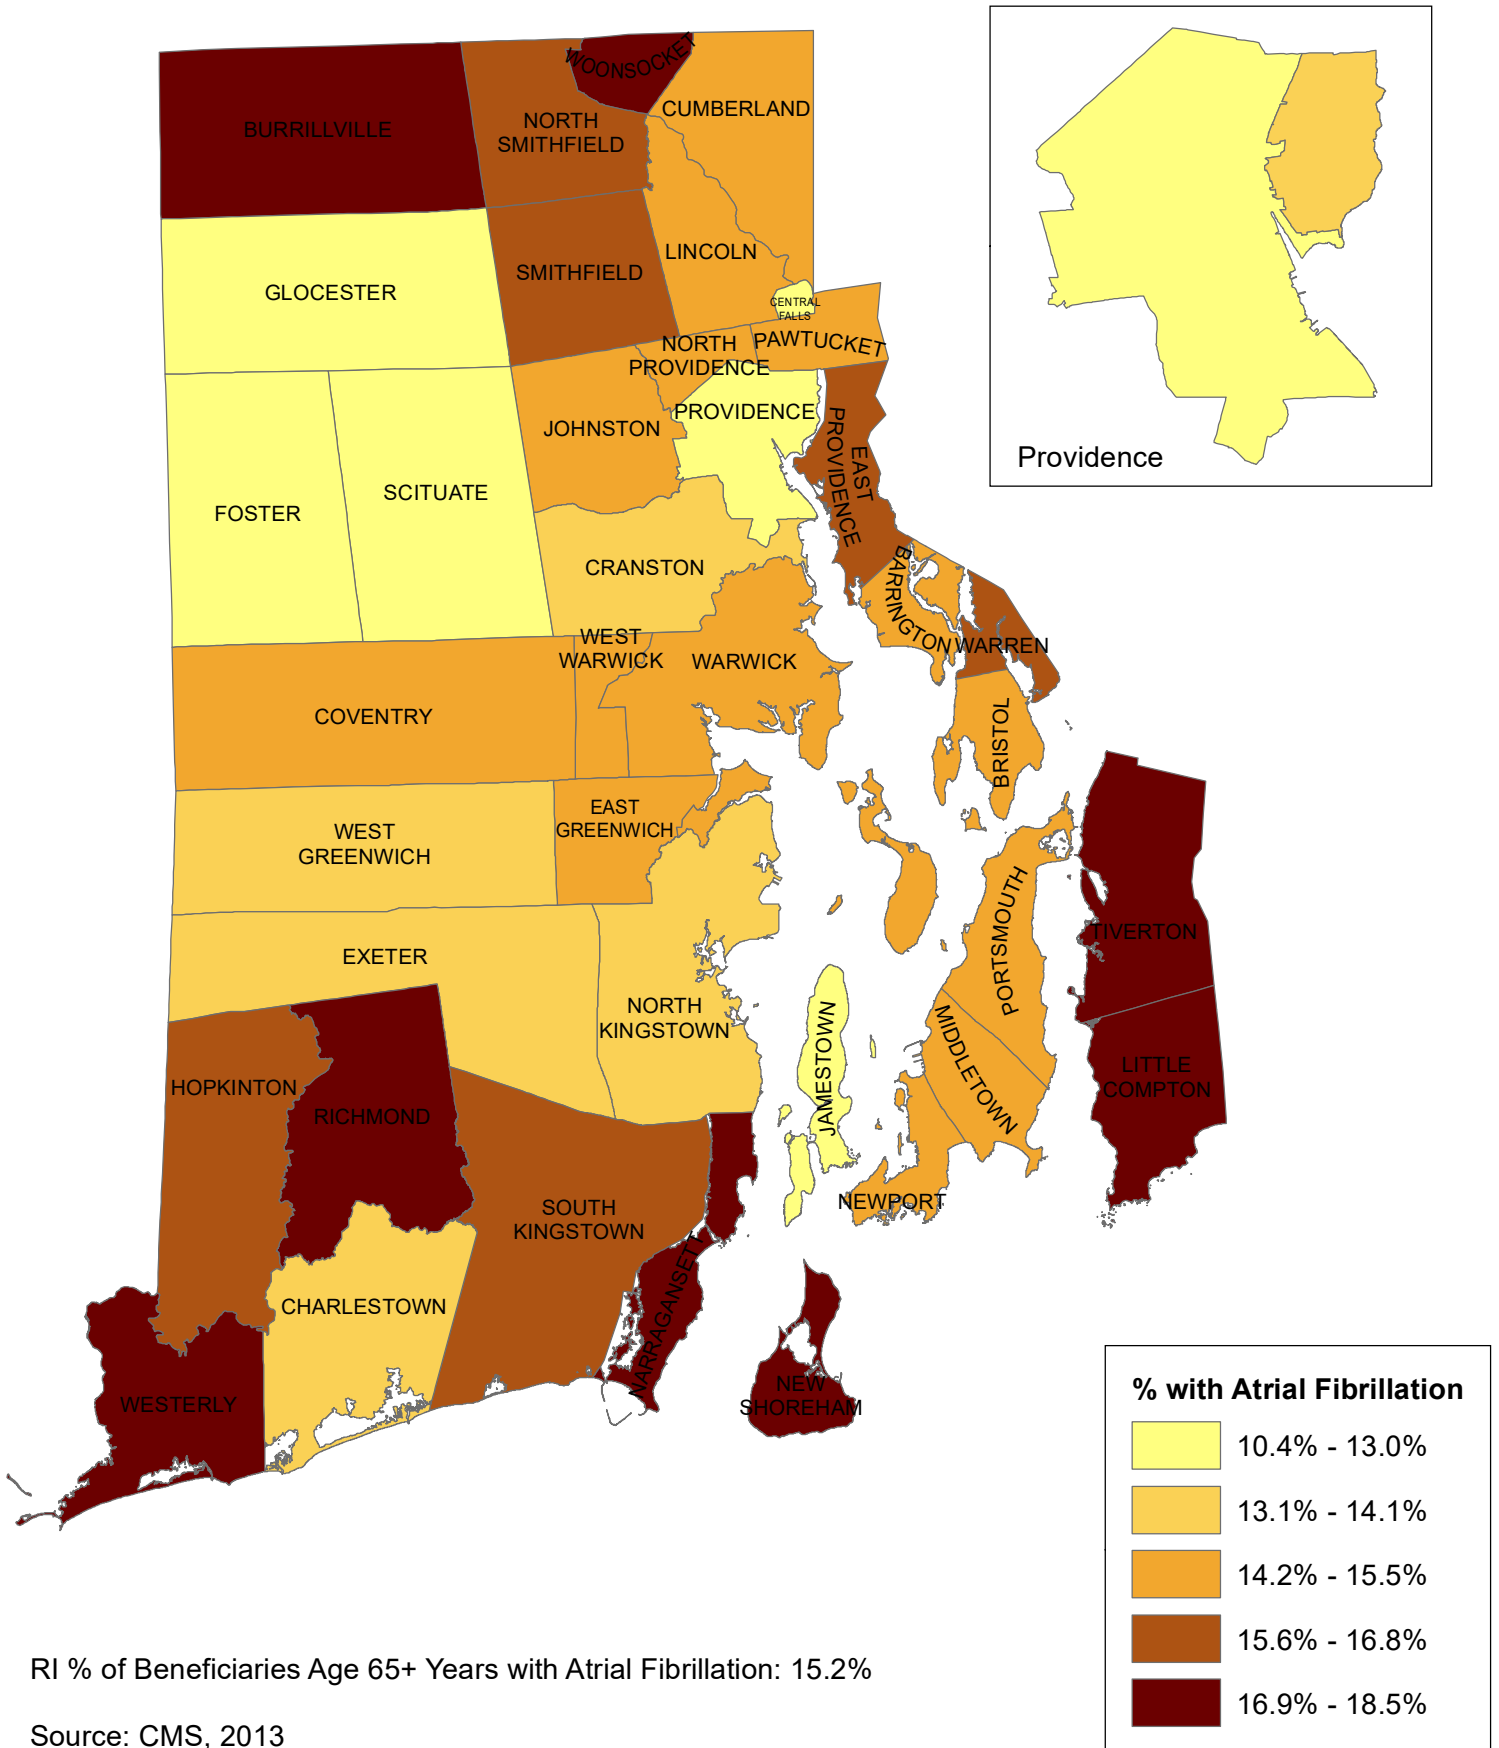 WOONSOCKET
CUMBERLAND
BURRILLVILLE
NORTH
SMITHFIELD
LINCOLN
SMITHFIELD
GLOCESTER
CENTRAL
FALLS
PAWTUCKET
NORTH
PROVIDENCE
PROVIDENCE
JOHNSTON
EAST
PROVIDENCE
SCITUATE
FOSTER
CRANSTON
BARRINGTON
WARREN
WEST
WARWICK
WARWICK
COVENTRY
BRISTOL
EAST
GREENWICH
WEST
GREENWICH
PORTSMOUTH
TIVERTON
EXETER
NORTH
KINGSTOWN
JAMESTOWN
MIDDLETOWN
LITTLE
COMPTON
HOPKINTON
RICHMOND
SOUTH
KINGSTOWN
NEWPORT
CHARLESTOWN
NARRAGANSETT
WESTERLY
NEW
SHOREHAM
Providence
% with Atrial Fibrillation
10.4% - 13.0%
13.1% - 14.1%
14.2% - 15.5%
15.6% - 16.8%
16.9% - 18.5%
RI % of Beneficiaries Age 65+ Years with Atrial Fibrillation: 15.2%
Source: CMS, 2013